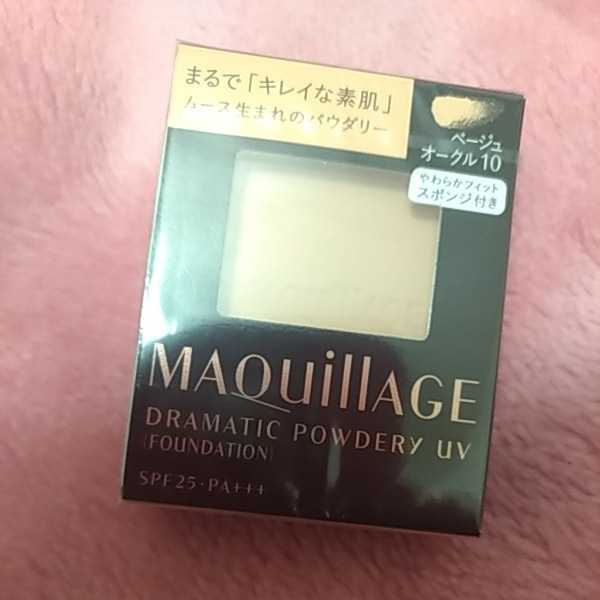 まるで「キレイな素肌」
ムース生まれのパウダリー
ベージュ
オークル10
やわらかフィット
スポンジ付き
MAQuillAGE
DRAMATIC POWDERY UV
(FOUNDATION)
SPF25・PA+++